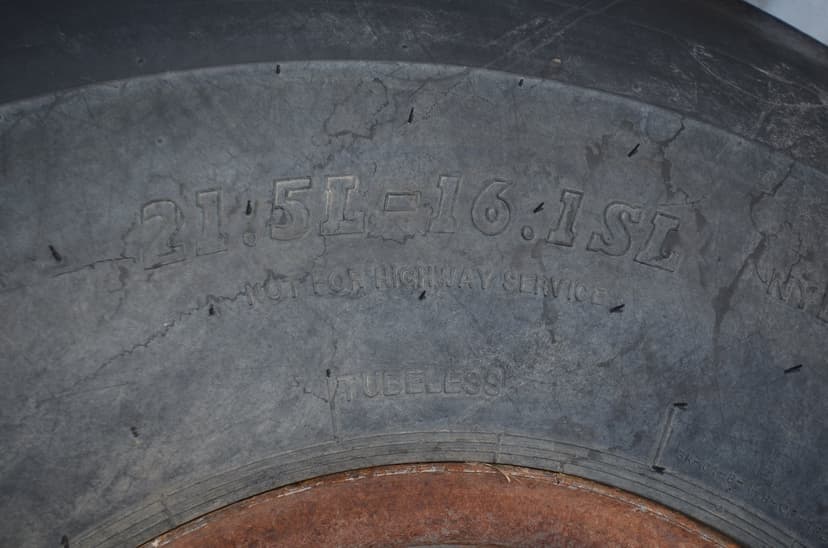 21.5L-16.1SL
NOT FOR HIGHWAY SERVICE
TUBELESS